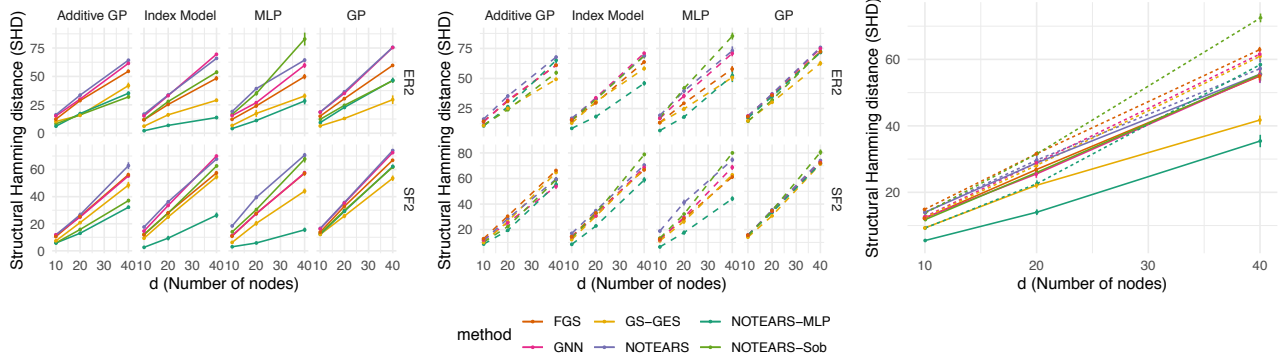 Additive GP Index Model MLP GP
Structural Hamming distance (SHD)
75
50
25
0
ER2
60
40
20
0
SF2
10 20 30 40 10 20 30 40 10 20 30 40 10 20 30 40
d (Number of nodes)
Additive GP Index Model MLP GP
Structural Hamming distance (SHD)
75
50
25
ER2
80
60
40
20
SF2
10 20 30 40 10 20 30 40 10 20 30 40 10 20 30 40
d (Number of nodes)
Structural Hamming distance (SHD)
60
40
20
10 20 30 40
d (Number of nodes)
method
FGS GS-GES NOTEARS-MLP
GNN NOTEARS NOTEARS-Sob